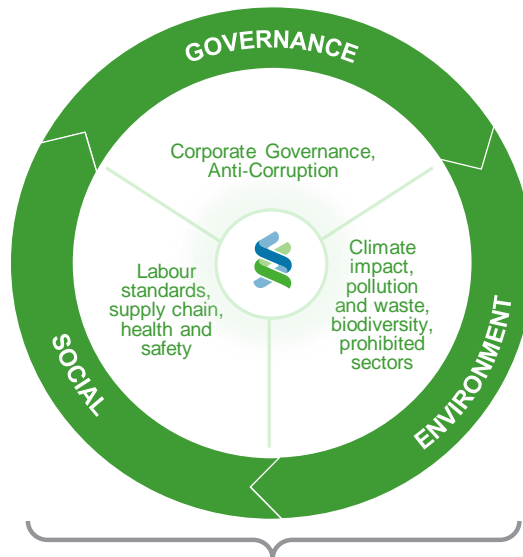 GOVERNANCE
Corporate Governance,
Anti-Corruption
Labour
standards,
supply chain,
health and
safety
Climate
impact,
pollution
and waste,
biodiversity,
prohibited
sectors
SOCIAL
ENVIRONMENT